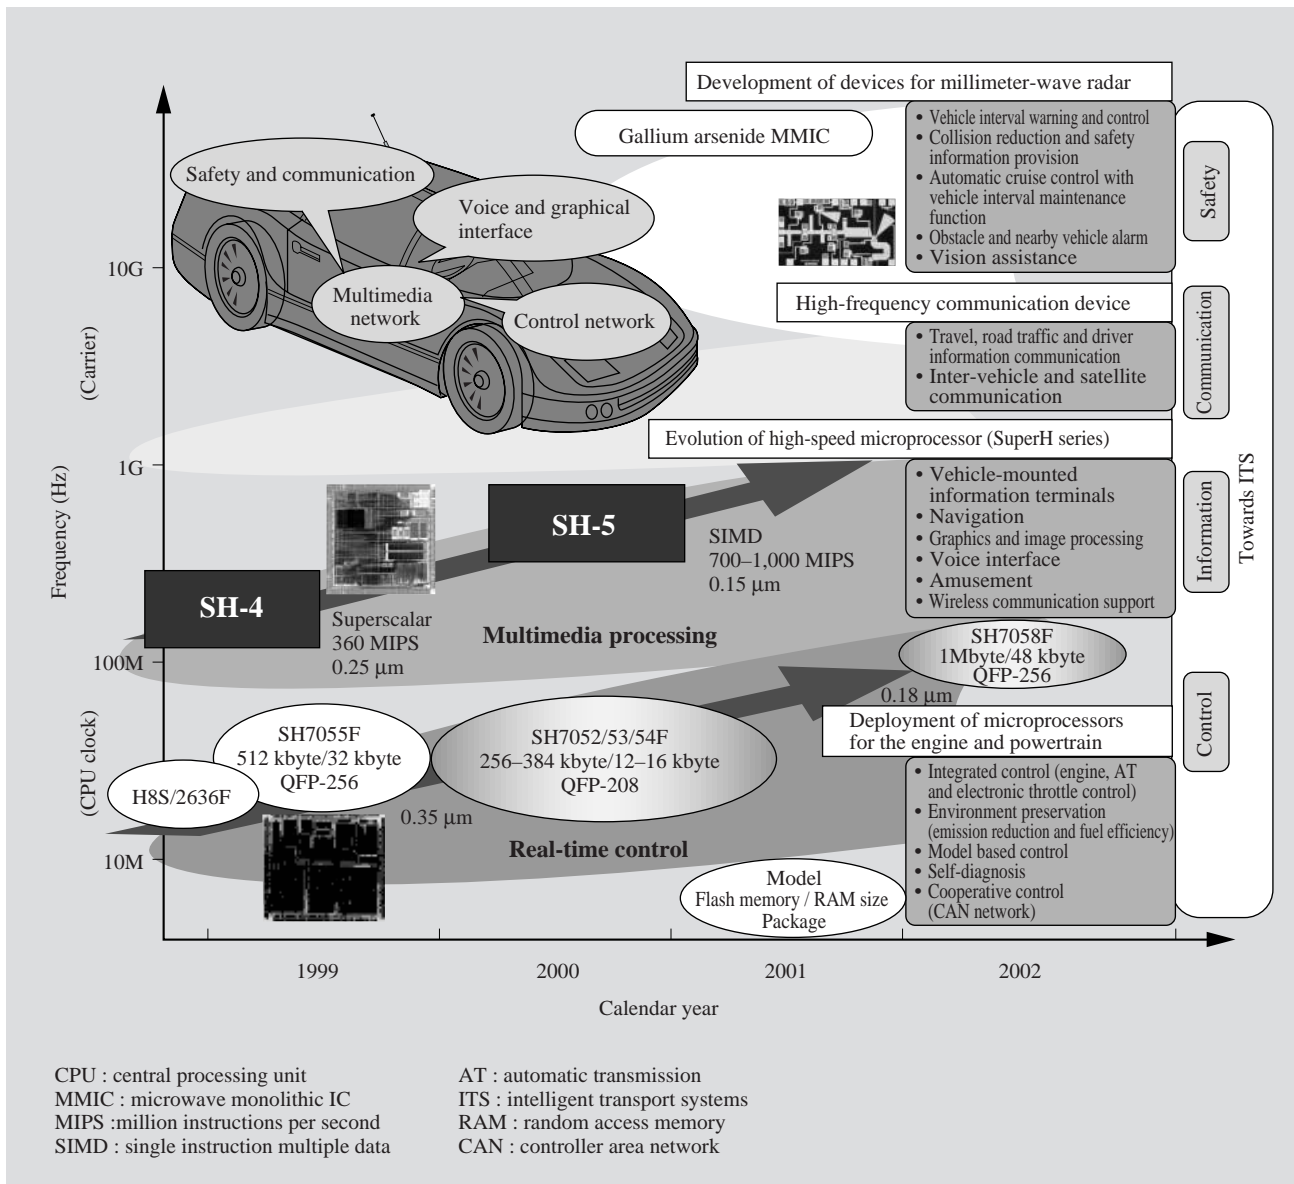 Development of devices for millimeter-wave radar
Gallium arsenide MMIC
• Vehicle interval warning and control
• Collision reduction and safety
information provision
• Automatic cruise control with
vehicle interval maintenance
function
• Obstacle and nearby vehicle alarm
• Vision assistance
Safety
Safety and communication
Voice and graphical
interface
Multimedia
network
Control network
10G
High-frequency communication device
• Travel, road traffic and driver
information communication
• Inter-vehicle and satellite
communication
Communication
(Carrier)
Evolution of high-speed microprocessor (SuperH series)
1G
• Vehicle-mounted
information terminals
• Navigation
• Graphics and image processing
• Voice interface
• Amusement
• Wireless communication support
Information
Towards ITS
Frequency (Hz)
SH-5
SIMD
700–1,000 MIPS
0.15 µm
SH-4
Superscalar
360 MIPS
0.25 µm
Multimedia processing
100M
SH7058F
1Mbyte/48 kbyte
QFP-256
0.18 µm
Control
Deployment of microprocessors
for the engine and powertrain
(CPU clock)
SH7055F
512 kbyte/32 kbyte
QFP-256
SH7052/53/54F
256–384 kbyte/12–16 kbyte
QFP-208
H8S/2636F
0.35 µm
Real-time control
10M
• Integrated control (engine, AT
and electronic throttle control)
• Environment preservation
(emission reduction and fuel efficiency)
• Model based control
• Self-diagnosis
• Cooperative control
(CAN network)
Model
Flash memory / RAM size
Package
1999
2000
2001
2002
Calendar year
CPU : central processing unit
MMIC : microwave monolithic IC
MIPS :million instructions per second
SIMD : single instruction multiple data
AT : automatic transmission
ITS : intelligent transport systems
RAM : random access memory
CAN : controller area network